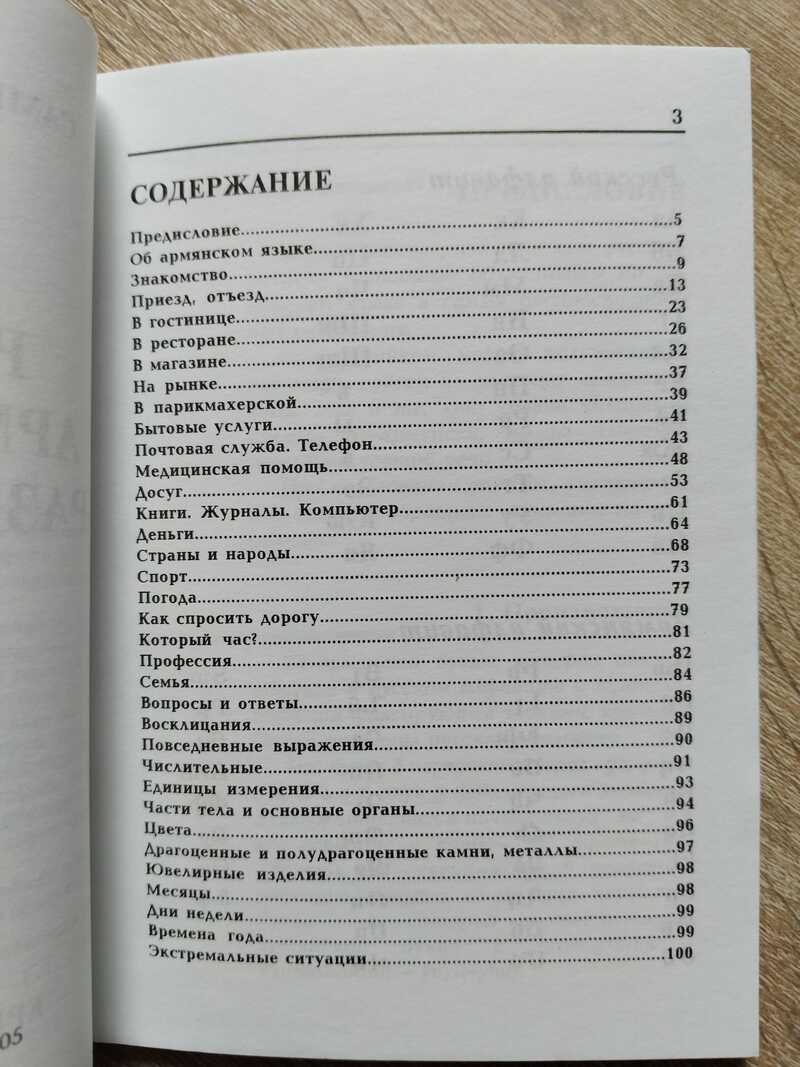 3
СОДЕРЖАНИЕ
Предисловие 5
Об армянском языке 7
Знакомство 9
Приезд, отъезд 13
В гостинице 23
В ресторане 26
В магазине 32
На рынке 37
В парикмахерской 39
Бытовые услуги 41
Почтовая служба. Телефон 43
Медицинская помощь 48
Досуг 53
Книги. Журналы. Компьютер 61
Деньги 64
Страны и народы 68
Спорт 73
Погода 77
Как спросить дорогу 79
Который час? 81
Профессия 82
Семья 84
Вопросы и ответы 86
Восклицания 89
Повседневные выражения 90
Числительные 91
Единицы измерения 93
Части тела и основные органы 94
Цвета 96
Драгоценные и полудрагоценные камни, металлы 97
Ювелирные изделия 98
Месяцы 98
Дни недели 99
Времена года 99
Экстремальные ситуации 100
05